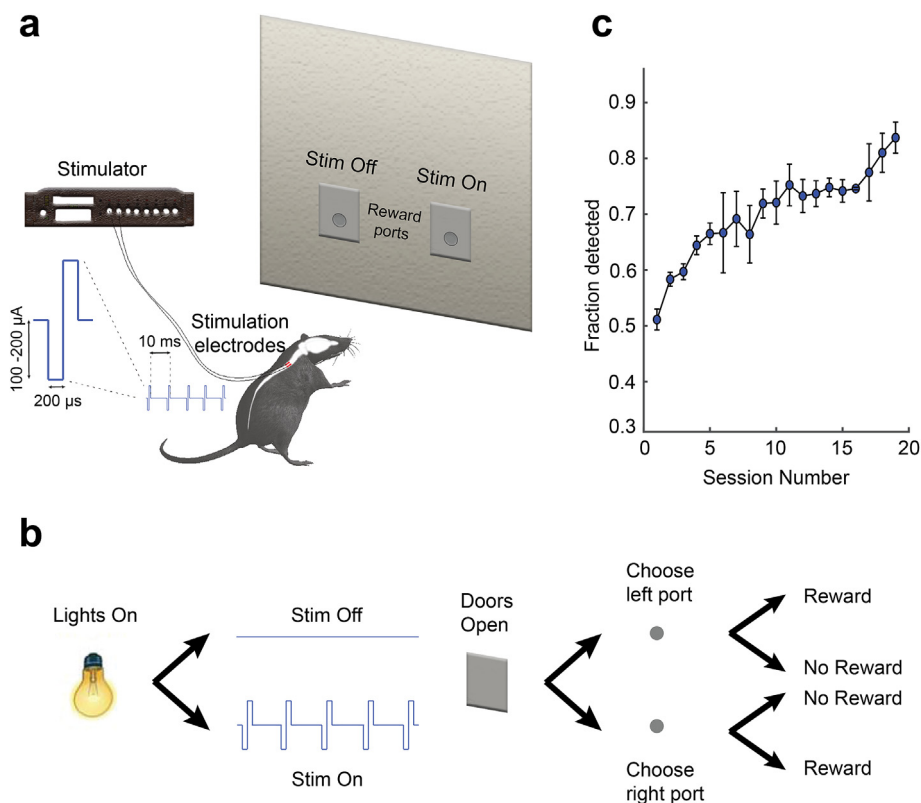 a
Stimulator
Stim Off
Stim On
Reward
ports
Stimulation
electrodes
10 ms
100 -200 µA
200 µs
c
Fraction detected
0.9
0.8
0.7
0.6
0.5
0.4
0.3
0
5
10
15
20
Session Number
b
Lights On
Stim Off
Stim On
Doors
Open
Choose
left port
Choose
right port
Reward
No Reward
No Reward
Reward